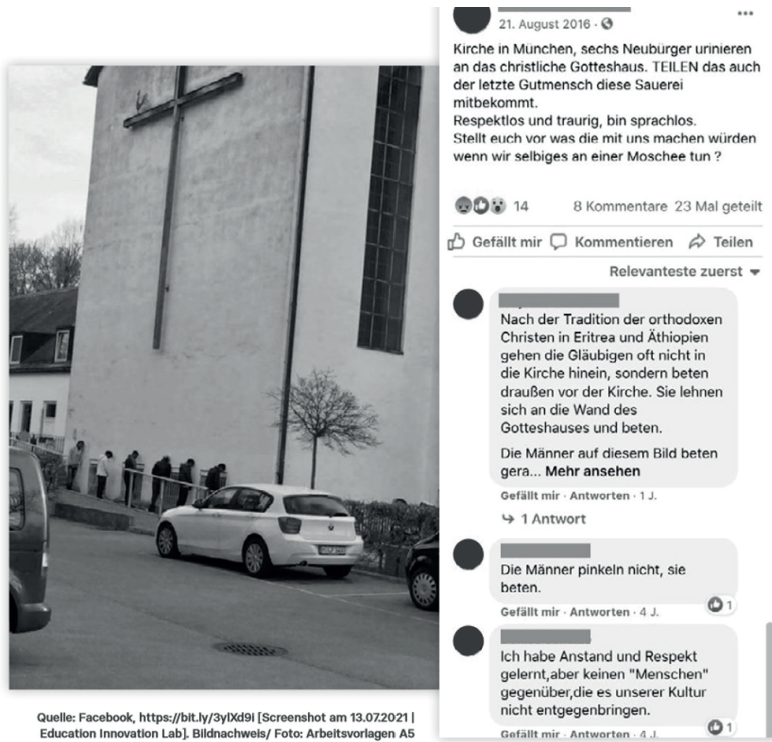 21. August 2016 ·
Kirche in München, sechs Neubürger urinieren
an das christliche Gotteshaus. TEILEN das auch
der letzte Gutmensch diese Sauerei
mitbekommt.
Respektlos und traurig, bin sprachlos.
Stellt euch vor was die mit uns machen würden
wenn wir selbiges an einer Moschee tun ?
14 8 Kommentare 23 Mal geteilt
Gefällt mir Kommentieren Teilen
Relevanteste zuerst
Nach der Tradition der orthodoxen
Christen in Eritrea und Äthiopien
gehen die Gläubigen oft nicht in
die Kirche hinein, sondern beten
draußen vor der Kirche. Sie lehnen
sich an die Wand des
Gotteshauses und beten.
Die Männer auf diesem Bild beten
gera... Mehr ansehen
Gefällt mir · Antworten · 1 J.
1 Antwort
Die Männer pinkeln nicht, sie
beten.
1
Gefällt mir · Antworten · 4 J.
Ich habe Anstand und Respekt
gelernt,aber keinen "Menschen"
gegenüber,die es unserer Kultur
nicht entgegenbringen.
1
Gefällt mir · Antworten · 4 J.
Quelle: Facebook, https://bit.ly/3ylXd9i [Screenshot am 13.07.2021 |
Education Innovation Lab]. Bildnachweis/ Foto: Arbeitsvorlagen A5